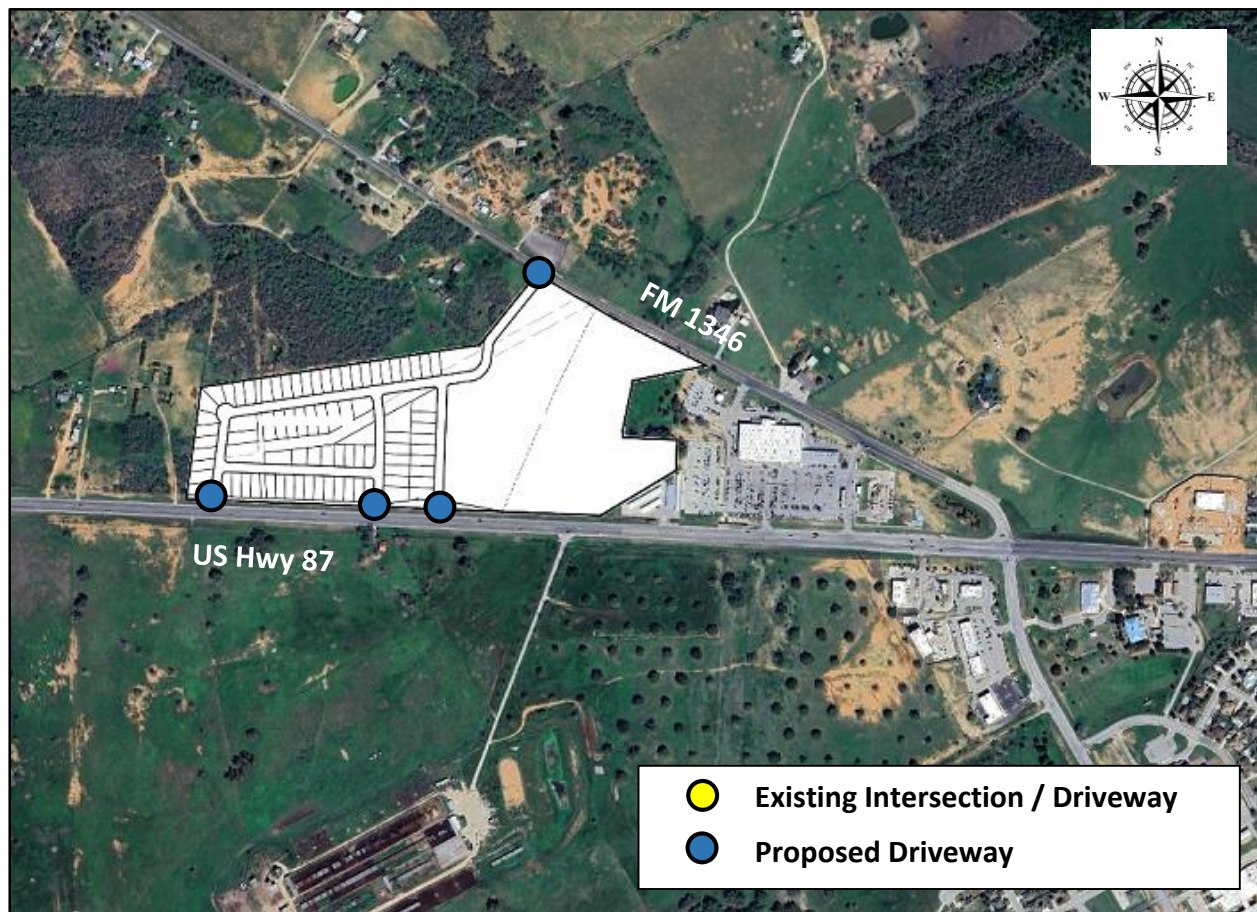 N
W
E
S
FM 1346
US Hwy 87
Existing Intersection / Driveway
Proposed Driveway